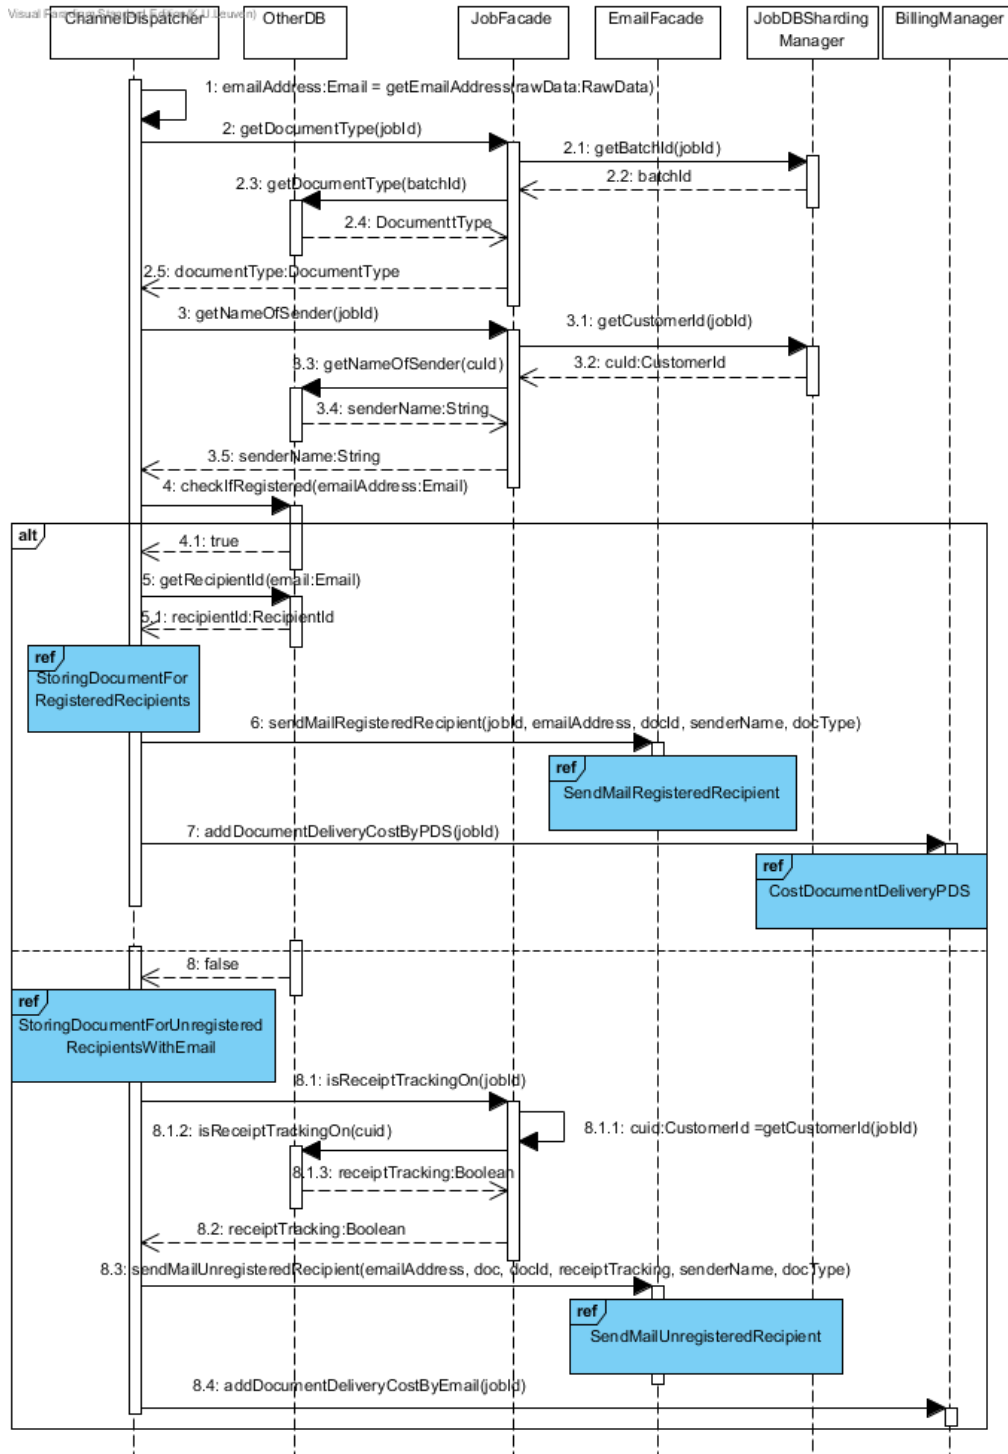 Visual Paradigm Standard Edition(K.U.Leuven)
ChannelDispatcher
OtherDB
JobFacade
EmailFacade
JobDBSharding
Manager
BillingManager
1: emailAddress:Email = getEmailAddress(rawData:RawData)
2: getDocumentType(jobId)
2.1: getBatchId(jobId)
2.2: batchId
2.3: getDocumentType(batchId)
2.4: DocumenttType
2.5: documentType:DocumentType
3: getNameOfSender(jobId)
3.1: getCustomerId(jobId)
3.2: cuId:CustomerId
3.3: getNameOfSender(cuId)
3.4: senderName:String
3.5: senderName:String
4: checkIfRegistered(emailAddress:Email)
alt
4.1: true
5: getRecipientId(email:Email)
5.1: recipientId:RecipientId
ref
StoringDocumentFor
RegisteredRecipients
6: sendMailRegisteredRecipient(jobId, emailAddress, docId, senderName, docType)
ref
SendMailRegisteredRecipient
7: addDocumentDeliveryCostByPDS(jobId)
ref
CostDocumentDeliveryPDS
8: false
ref
StoringDocumentForUnregistered
RecipientsWithEmail
8.1: isReceiptTrackingOn(jobId)
8.1.1: cuid:CustomerId =getCustomerId(jobId)
8.1.2: isReceiptTrackingOn(cuid)
8.1.3: receiptTracking:Boolean
8.2: receiptTracking:Boolean
8.3: sendMailUnregisteredRecipient(emailAddress, doc, docId, receiptTracking, senderName, docType)
ref
SendMailUnregisteredRecipient
8.4: addDocumentDeliveryCostByEmail(jobId)